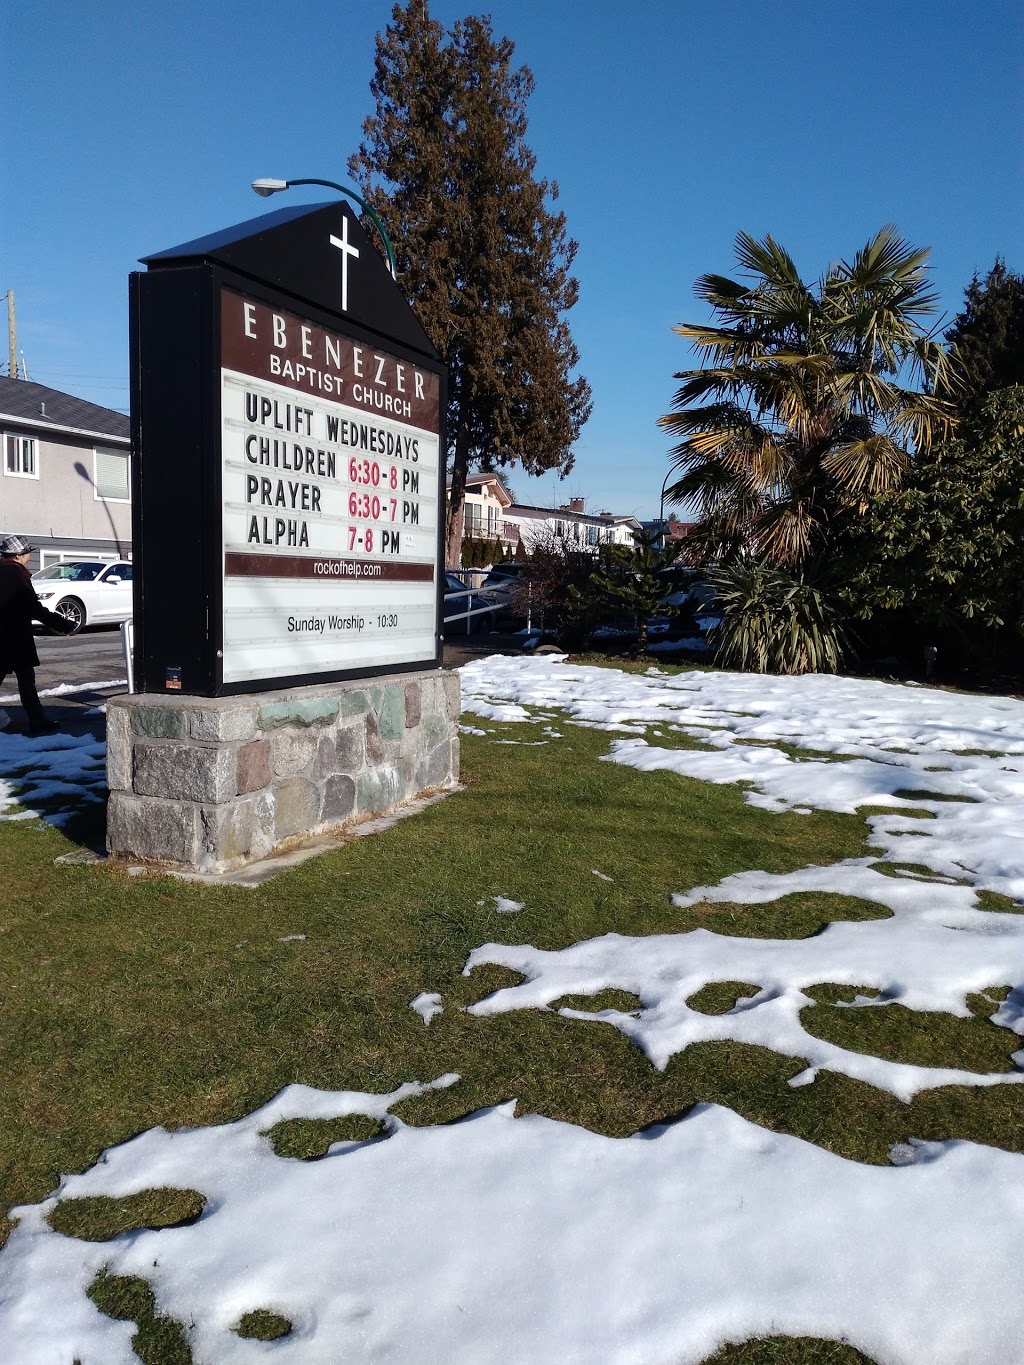 EBENEZER
BAPTIST CHURCH
UPLIFT WEDNESDAYS
CHILDREN 6:30-8 PM
PRAYER 6:30-7 PM
ALPHA 7-8 PM
rockofhelp.com
Sunday Worship - 10:30